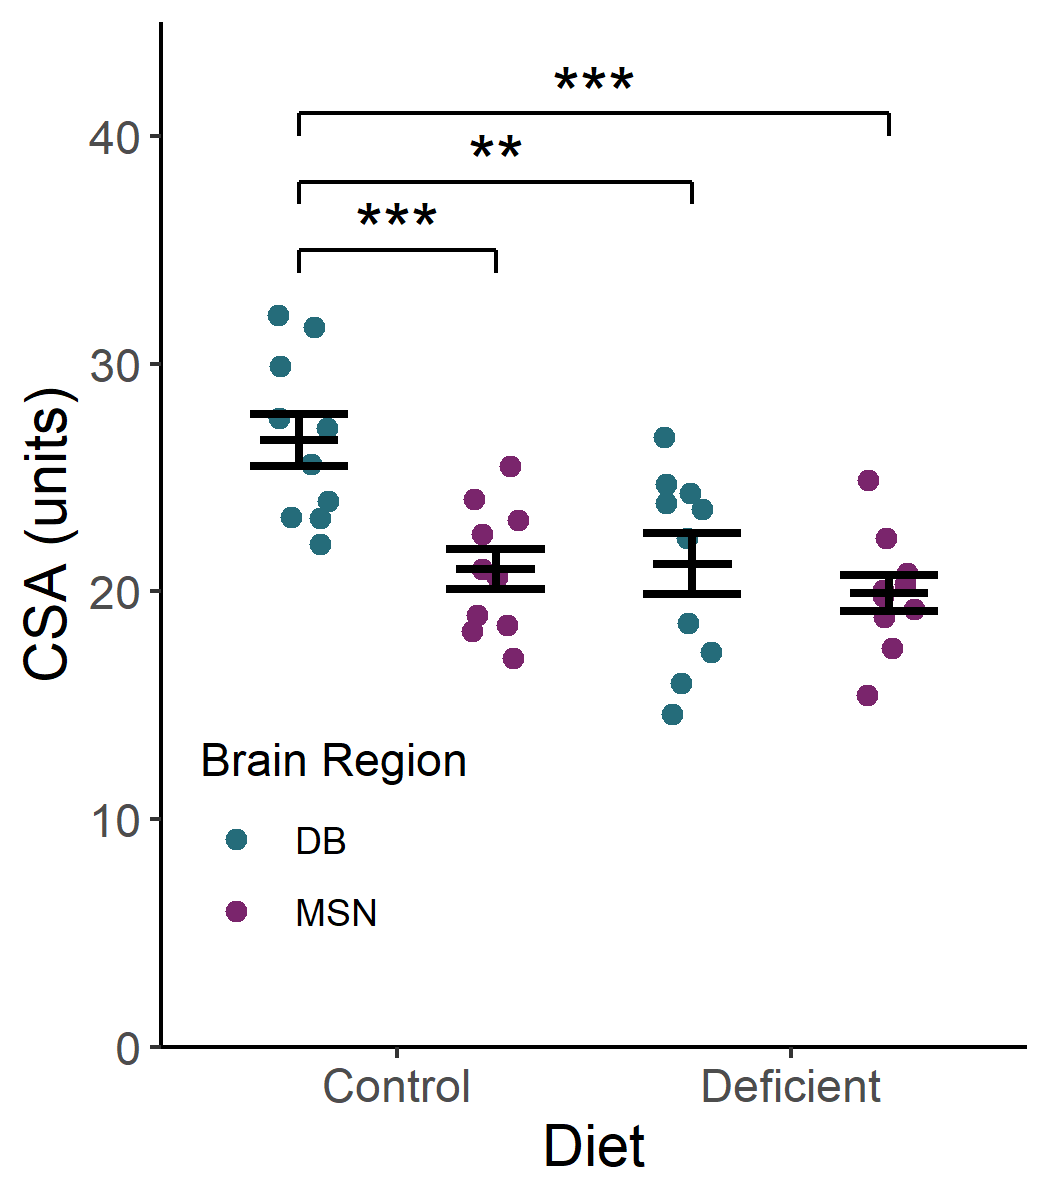 ***
40
**
***
30
CSA (units)
20
Brain Region
10
DB
MSN
0
Control Deficient
Diet